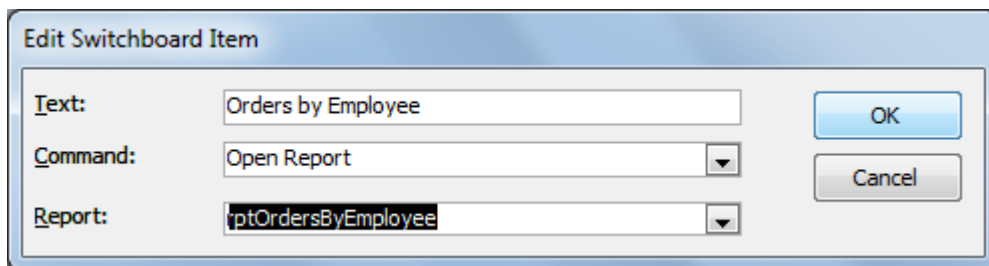 Edit Switchboard Item
Text: Orders by Employee OK
Command: Open Report Cancel
Report: rptOrdersByEmployee